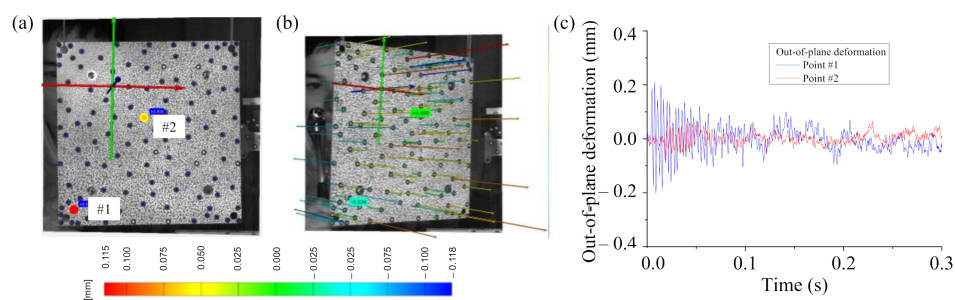 (a)
#2
#1
(b)
(c)
Out-of-plane deformation (mm)
0.4
0.2
0.0
– 0.2
– 0.4
Out-of-plane deformation
Point #1
Point #2
0.0 0.1 0.2 0.3
Time (s)
[mm]
0.115 0.100 0.075 0.050 0.025 0.000 – 0.025 – 0.050 – 0.075 – 0.100 – 0.118